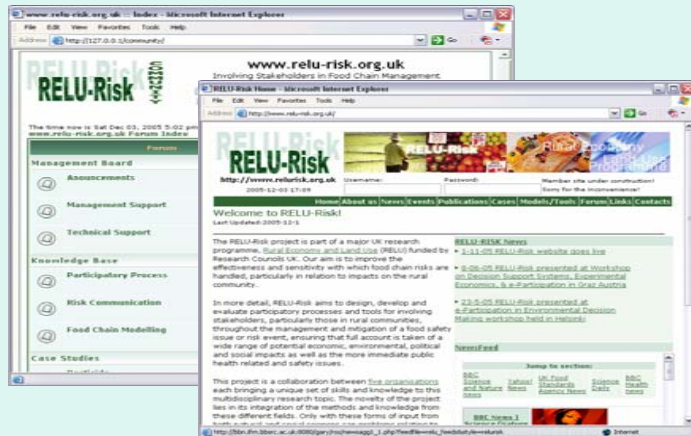 www.relu-risk.org.uk :: Index - Microsoft Internet Explorer
File Edit View Favorites Tools Help
Address http://127.0.0.1/community/ Go
RELU-Risk
COMMUNITY
www.relu-risk.org.uk
Involving Stakeholders in Food Chain Management
The time now is Sat Dec 03, 2005 5:02 pm
www.relu-risk.org.uk Forum Index
Forum
Management Board
Anouncements
Management Support
Technical Support
Knowledge Base
Participatory Process
Risk Communication
Food Chain Modelling
Case Studies
RELU-Risk Home - Microsoft Internet Explorer
File Edit View Favorites Tools Help
Address http://www.relu-risk.org.uk/ Go
RELU-Risk
RELU-Risk
Rural Economy
http://www.relurisk.org.uk
2005-12-03 17:09
Username:
Password:
Member site under construction!
Sorry for the inconvenience!
Home About us News Events Publications Cases Models/Tools Forum Links Contacts
Welcome to RELU-Risk!
Last Updated:2005-12-1
The RELU-Risk project is part of a major UK research
programme, Rural Economy and Land Use (RELU) funded by
Research Councils UK. Our aim is to improve the
effectiveness and sensitivity with which food chain risks are
handled, particularly in relation to impacts on the rural
community.
In more detail, RELU-Risk aims to design, develop and
evaluate participatory processes and tools for involving
stakeholders, particularly those in rural communities,
throughout the management and mitigation of a food safety
issue or risk event, ensuring that full account is taken of a
wide range of potential economic, environmental, political
and social impacts as well as the more immediate public
health related and safety issues.
This project is a collaboration between five organisations
each bringing a unique set of skills and knowledge to this
multidisciplinary research topic. The novelty of the project
lies in its integration of the methods and knowledge from
these different fields. Only with these forms of input from
RELU-RISK News
1-11-05 RELU-Risk website goes live
8-06-05 RELU-Risk presented at Workshop
on Decision Support Systems, Experimental
Economics, & e-Participation in Graz Austria
23-5-05 RELU-Risk presented at
e-Participation in Environmental Decision
Making workshop held in Helsinki
NewsFeed
Jump to section:
BBC Science and Nature news
Yahoo! News
UK Food Standards Agency News
Science Daily
BBC Health news
Internet